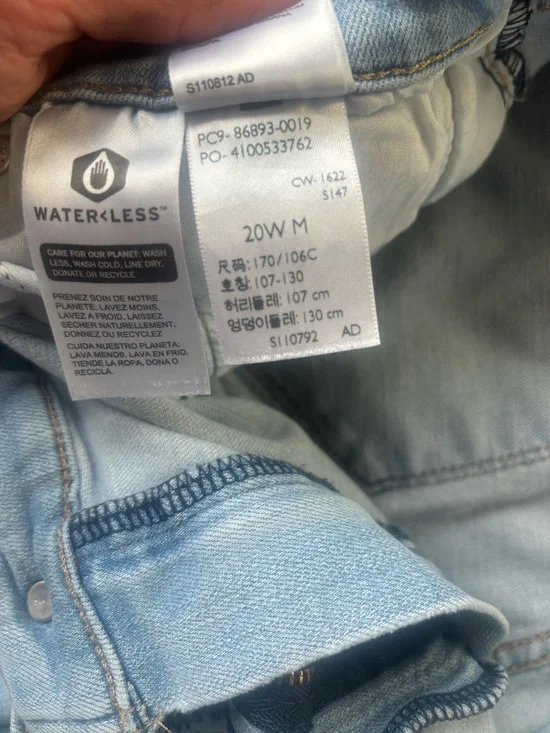 S110812 AD
WATER<LESS™
CARE FOR OUR PLANET: WASH
LESS, WASH COLD, LINE DRY,
DONATE OR RECYCLE
PRENEZ SOIN DE NOTRE
PLANETE: LAVEZ MOINS,
LAVEZ A FROID, LAISSEZ
SECHER NATURELLEMENT,
DONNEZ OU RECYCLEZ
CUIDA NUESTRO PLANETA:
LAVA MENOS, LAVA EN FRIO,
TIENDE LA ROPA, DONA O
RECICLA
PC9- 86893-0019
PO- 4100533762
CW- 1622
S147
20W M
尺码:170/106C
호칭:107-130
허리둘레: 107 cm
엉덩이둘레: 130 cm
S110792 AD